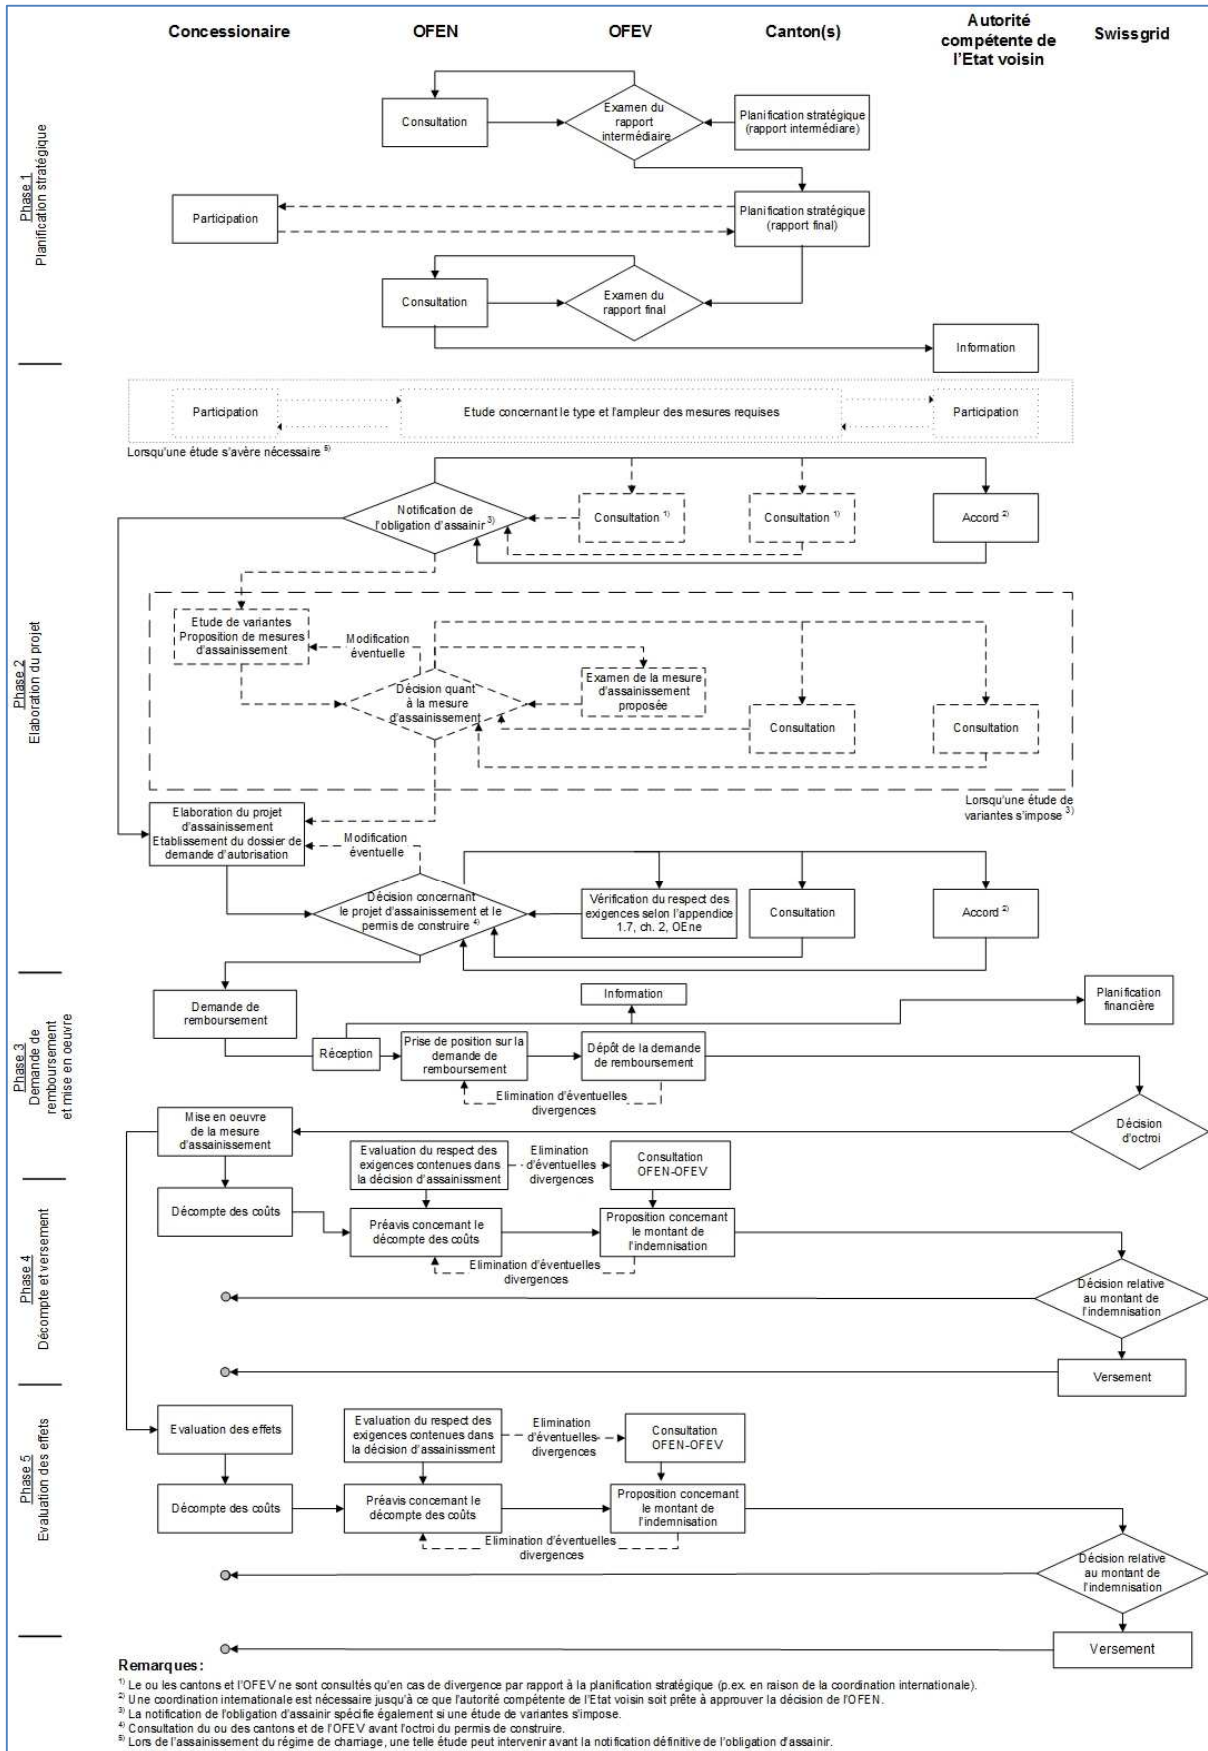 Concessionaire
OFEN
OFEV
Canton(s)
Autorité
compétente de
l'Etat voisin
Swissgrid
Phase 1
Planification stratégique
Consultation
Examen du
rapport
intermédiaire
Planification stratégique
(rapport intermédiare)
Participation
Planification stratégique
(rapport final)
Consultation
Examen du
rapport final
Information
Phase 2
Elaboration du projet
Participation
Etude concernant le type et l'ampleur des mesures requises
Participation
Lorsqu'une étude s'avère nécessaire 5)
Notification de
l'obligation d'assainir 3)
Consultation 1)
Consultation 1)
Accord 2)
Etude de variantes
Proposition de mesures
d'assainissement
Modification
éventuelle
Décision quant
à la mesure
d'assainissement
Examen de la mesure
d'assainissement
proposée
Consultation
Consultation
Lorsqu'une étude de
variantes s'impose 3)
Elaboration du projet
d'assainissement
Etablissement du dossier de
demande d'autorisation
Modification
éventuelle
Décision concernant
le projet d'assainissement et le
permis de construire 4)
Vérification du respect des
exigences selon l'appendice
1.7, ch. 2, OEne
Consultation
Accord 2)
Phase 3
Demande de
remboursement
et mise en oeuvre
Demande de
remboursement
Information
Planification
financière
Réception
Prise de position sur la
demande de
remboursement
Dépôt de la demande
de remboursement
Elimination d'éventuelles
divergences
Mise en oeuvre
de la mesure
d'assainissement
Décision
d'octroi
Evaluation du respect des
exigences contenues dans
la décision d'assainissment
Elimination
d'éventuelles
divergences
Consultation
OFEN-OFEV
Phase 4
Décompte et versement
Décompte des coûts
Préavis concernant le
décompte des coûts
Proposition concernant
le montant de
l'indemnisation
Elimination d'éventuelles
divergences
Décision relative
au montant de
l'indemnisation
Versement
Phase 5
Evaluation des effets
Evaluation des effets
Evaluation du respect des
exigences contenues dans
la décision d'assainissment
Elimination
d'éventuelles
divergences
Consultation
OFEN-OFEV
Décompte des coûts
Préavis concernant le
décompte des coûts
Proposition concernant
le montant de
l'indemnisation
Elimination d'éventuelles
divergences
Décision relative
au montant de
l'indemnisation
Versement
Remarques:
1) Le ou les cantons et l'OFEV ne sont consultés qu'en cas de divergence par rapport à la planification stratégique (p.ex. en raison de la coordination internationale).
2) Une coordination internationale est nécessaire jusqu'à ce que l'autorité compétente de l'Etat voisin soit prête à approuver la décision de l'OFEN.
3) La notification de l'obligation d'assainir spécifie également si une étude de variantes s'impose.
4) Consultation du ou des cantons et de l'OFEV avant l'octroi du permis de construire.
5) Lors de l'assainissement du régime de charriage, une telle étude peut intervenir avant la notification définitive de l'obligation d'assainir.